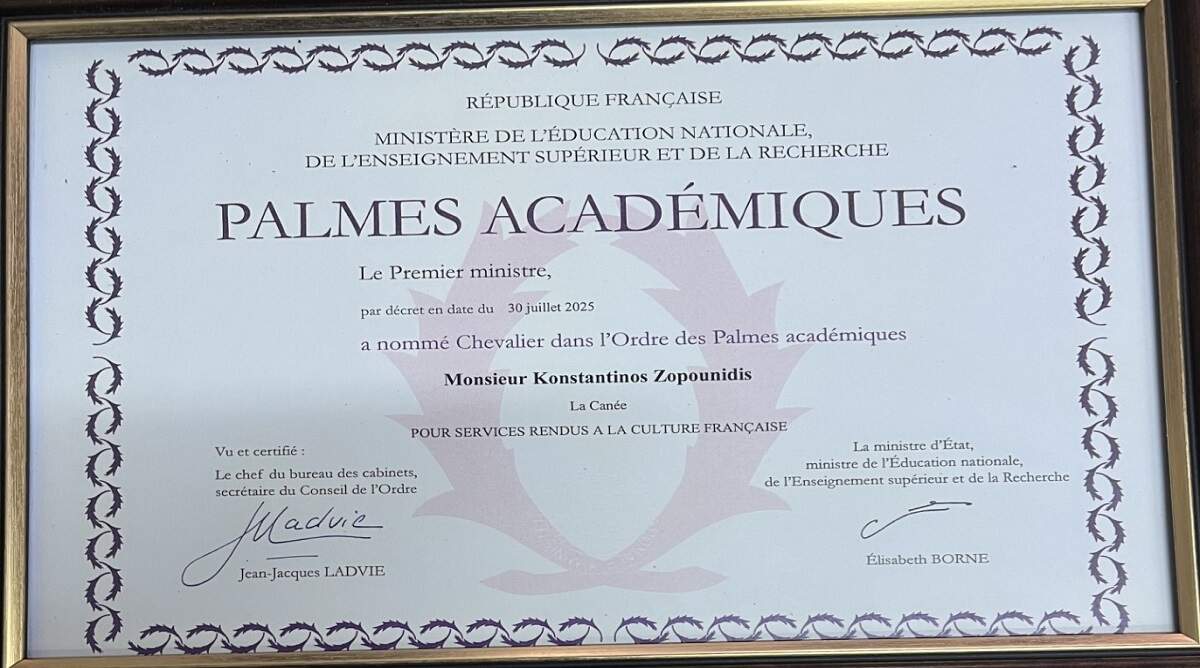 RÉPUBLIQUE FRANÇAISE
MINISTÈRE DE L'ÉDUCATION NATIONALE,
DE L'ENSEIGNEMENT SUPÉRIEUR ET DE LA RECHERCHE
PALMES ACADÉMIQUES
Le Premier ministre,
par décret en date du 30 juillet 2025
a nommé Chevalier dans l'Ordre des Palmes académiques
Monsieur Konstantinos Zopounidis
La Canée
POUR SERVICES RENDUS A LA CULTURE FRANÇAISE
Vu et certifié :
Le chef du bureau des cabinets,
secrétaire du Conseil de l'Ordre
JJLadvie
Jean-Jacques LADVIE
La ministre d'État,
ministre de l'Éducation nationale,
de l'Enseignement supérieur et de la Recherche
Élisabeth BORNE